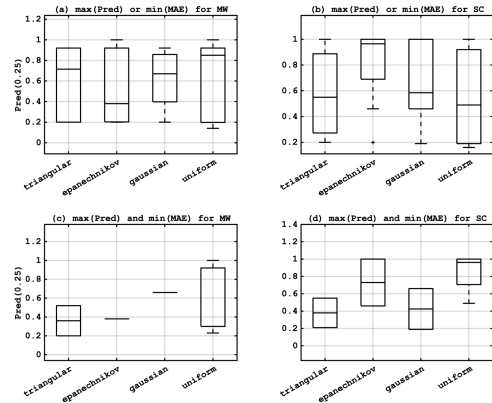 (a) max(Pred) or min(MAE) for MW
1.2
1
0.8
0.6
0.4
0.2
0
Pred(0.25)
triangular
epanechnikov
gaussian
uniform
(b) max(Pred) or min(MAE) for SC
1
0.8
0.6
0.4
0.2
triangular
epanechnikov
gaussian
uniform
(c) max(Pred) and min(MAE) for MW
1.2
1
0.8
0.6
0.4
0.2
0
Pred(0.25)
triangular
epanechnikov
gaussian
uniform
(d) max(Pred) and min(MAE) for SC
1.4
1.2
1
0.8
0.6
0.4
0.2
0
triangular
epanechnikov
gaussian
uniform